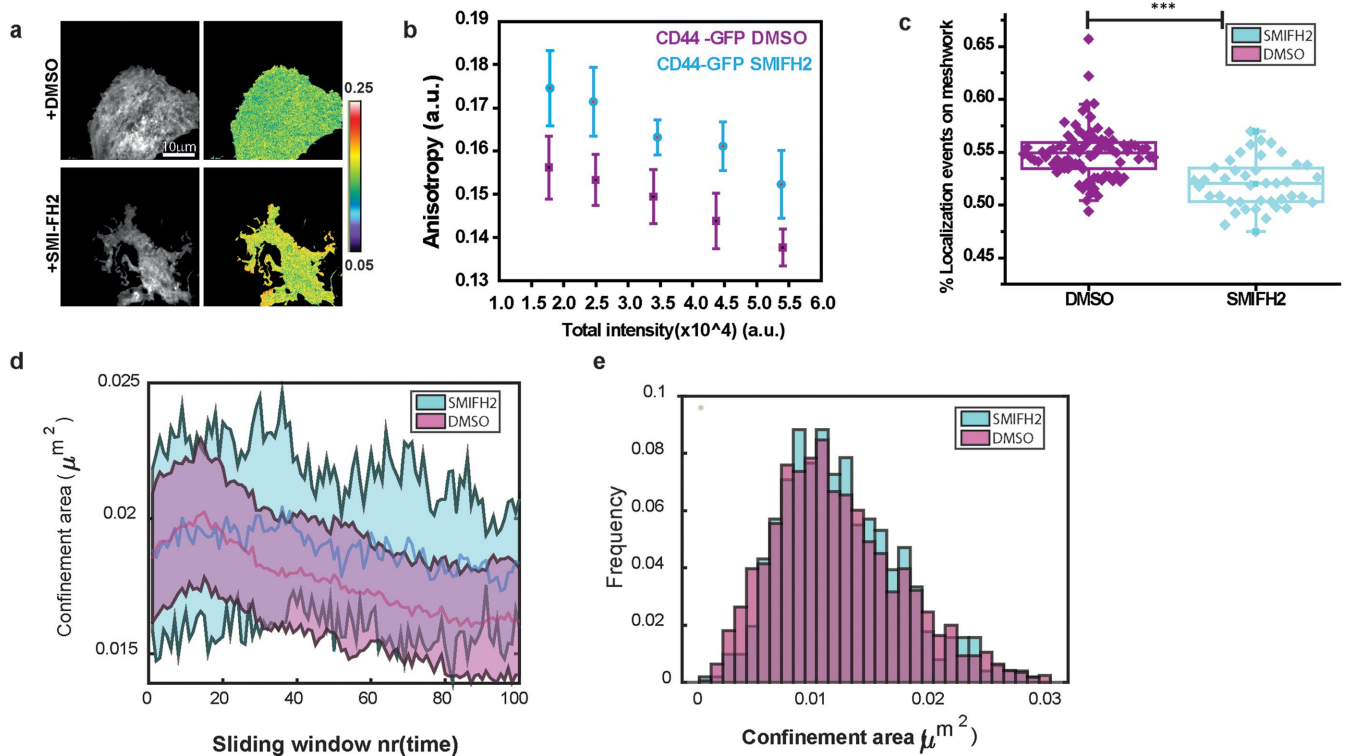 a
+DMSO
10μm
+SMI-FH2
0.25
0.05
b
CD44 -GFP DMSO
CD44-GFP SMIFH2
Anisotropy (a.u.)
0.19
0.18
0.17
0.16
0.15
0.14
0.13
1.0 1.5 2.0 2.5 3.0 3.5 4.0 4.5 5.0 5.5 6.0
Total intensity(x10^4) (a.u.)
c
***
SMIFH2
DMSO
% Localization events on meshwork
0.65
0.60
0.55
0.50
0.45
DMSO SMIFH2
d
SMIFH2
DMSO
Confinement area ( μm²)
0.025
0.02
0.015
0 20 40 60 80 100
Sliding window nr(time)
e
*
SMIFH2
DMSO
Frequency
0.1
0.08
0.06
0.04
0.02
0
0 0.01 0.02 0.03
Confinement area (μm²